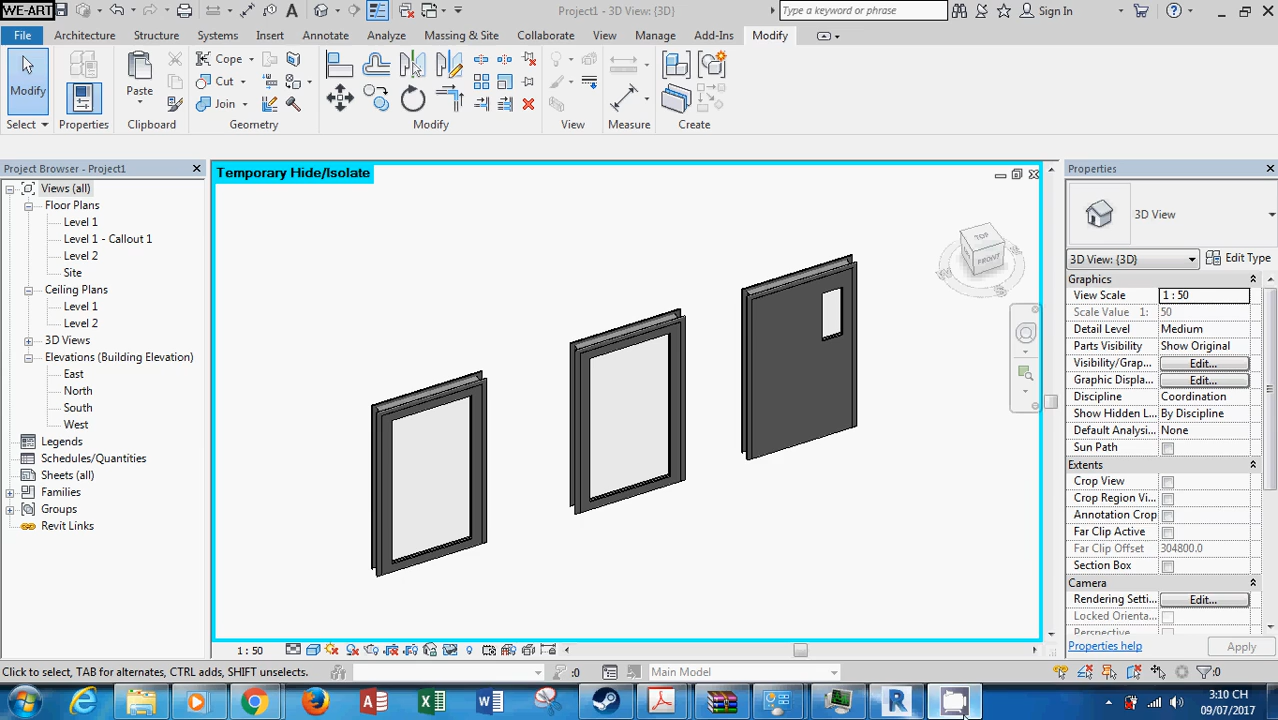 WE-ART
Project1 - 3D View: {3D}
Type a keyword or phrase
Sign In
File
Architecture
Structure
Systems
Insert
Annotate
Analyze
Massing & Site
Collaborate
View
Manage
Add-Ins
Modify
Modify
Select
Properties
Paste
Clipboard
Cope
Cut
Join
Geometry
Modify
View
Measure
Create
Project Browser - Project1
Views (all)
Floor Plans
Level 1
Level 1 - Callout 1
Level 2
Site
Ceiling Plans
Level 1
Level 2
3D Views
Elevations (Building Elevation)
East
North
South
West
Legends
Schedules/Quantities
Sheets (all)
Families
Groups
Revit Links
Temporary Hide/Isolate
TOP
FRONT
Properties
3D View
3D View: {3D}
Edit Type
Graphics
View Scale
1 : 50
Scale Value 1:
50
Detail Level
Medium
Parts Visibility
Show Original
Visibility/Grap...
Edit...
Graphic Displa...
Edit...
Discipline
Coordination
Show Hidden L...
By Discipline
Default Analysi...
None
Sun Path
Extents
Crop View
Crop Region Vi...
Annotation Crop
Far Clip Active
Far Clip Offset
304800.0
Section Box
Camera
Rendering Setti...
Edit...
Locked Orienta...
Perspective
Properties help
Apply
1 : 50
Click to select, TAB for alternates, CTRL adds, SHIFT unselects.
:0
Main Model
:0
3:10 CH
09/07/2017